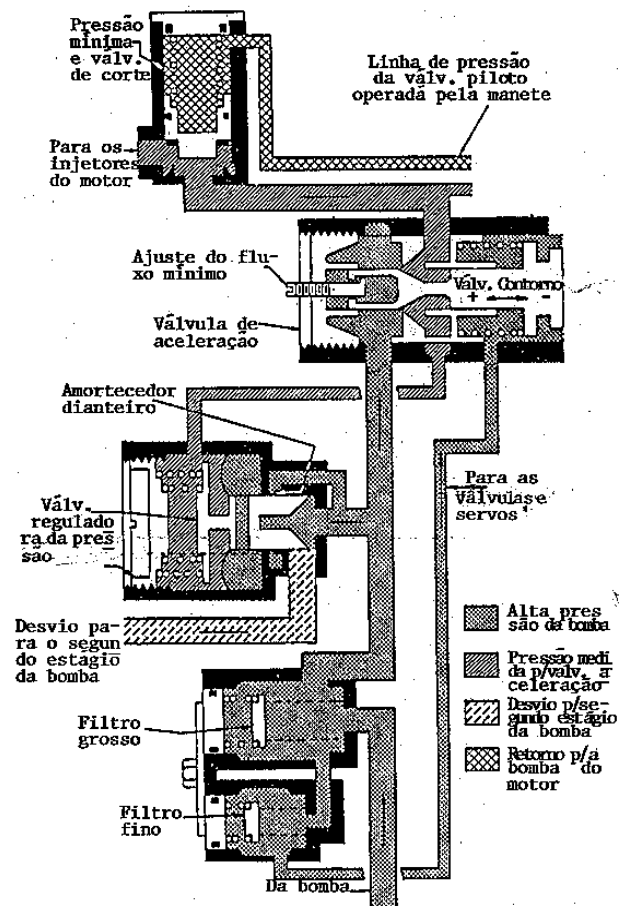 Pressão
mínima
e válv.
de corte
Linha de pressão
da válv. piloto
operada pela manete
Para os
injetores
do motor
Ajuste do flu-
xo mínimo
Válv. Contorno
+ -
Válvula de
aceleração
Amortecedor
dianteiro
Para as
Válvulas e
servos
Válv.
regulado
ra da pres
são
Desvio pa-
ra o segun
do estágio
da bomba
Alta pres
são da bomba
Pressão medi
da p/valv. a
celeração
Desvio p/se-
gundo estágio
da bomba
Retorno p/a
bomba do
motor
Filtro
grosso
Filtro
fino
Da bomba